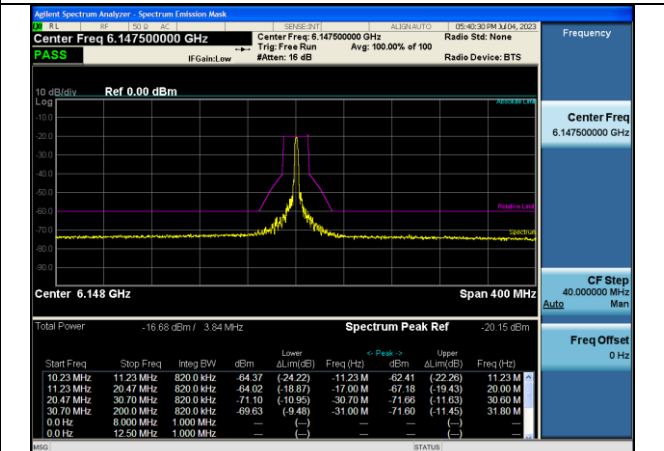 Agilent Spectrum Analyzer - Spectrum Emission Mask
RL RF 50 Ω AC SENSE:INT ALIGN AUTO 05:40:30 PM Jul 04, 2023
Center Freq 6.147500000 GHz Center Freq: 6.147500000 GHz Radio Std: None Frequency
Trig: Free Run Avg: 100.00% of 100
PASS IFGain:Low #Atten: 16 dB Radio Device: BTS
10 dB/div Ref 0.00 dBm
Log Absolute Limit
-10.0
-20.0
-30.0
-40.0
-50.0
-60.0 Relative Limit
-70.0 Spectrum
-80.0
-90.0
Center 6.148 GHz Span 400 MHz
Center Freq
6.147500000 GHz
CF Step
40.000000 MHz
Auto Man
Freq Offset
0 Hz
Total Power -16.68 dBm / 3.84 MHz Spectrum Peak Ref -20.15 dBm
Lower <- Peak -> Upper
Start Freq Stop Freq Integ BW dBm ΔLim(dB) Freq (Hz) dBm ΔLim(dB) Freq (Hz)
10.23 MHz 11.23 MHz 820.0 kHz -64.37 (-24.22) -11.23 M -62.41 (-22.26) 11.23 M
11.23 MHz 20.47 MHz 820.0 kHz -64.02 (-18.87) -17.00 M -67.18 (-19.43) 20.00 M
20.47 MHz 30.70 MHz 820.0 kHz -71.10 (-10.95) -30.70 M -71.66 (-11.63) 30.60 M
30.70 MHz 200.0 MHz 820.0 kHz -69.63 (-9.48) -31.00 M -71.60 (-11.45) 31.80 M
0.0 Hz 8.000 MHz 1.000 MHz --- (---) --- (---)
0.0 Hz 12.50 MHz 1.000 MHz --- (---) --- (---)
MSG STATUS